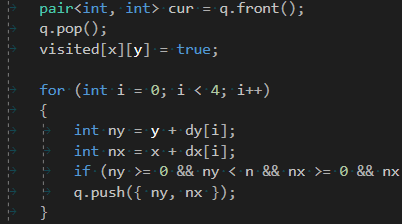 pair<int, int> cur = q.front();
q.pop();
visited[x][y] = true;
for (int i = 0; i < 4; i++)
{
int ny = y + dy[i];
int nx = x + dx[i];
if (ny >= 0 && ny < n && nx >= 0 && nx
q.push({ ny, nx });
}